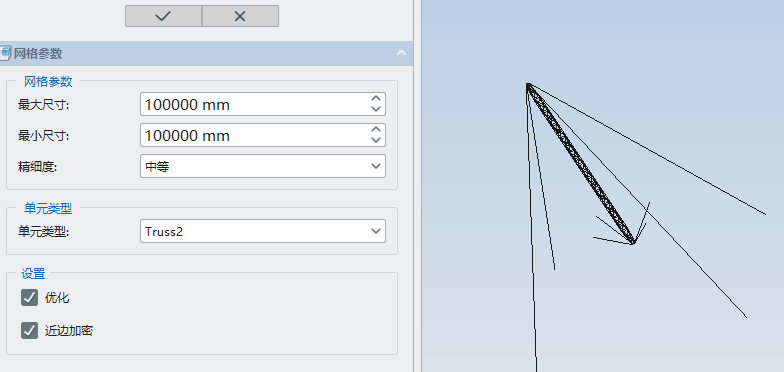 网格参数
网格参数
最大尺寸: 100000 mm
最小尺寸: 100000 mm
精细度: 中等
单元类型
单元类型: Truss2
设置
优化
近边加密